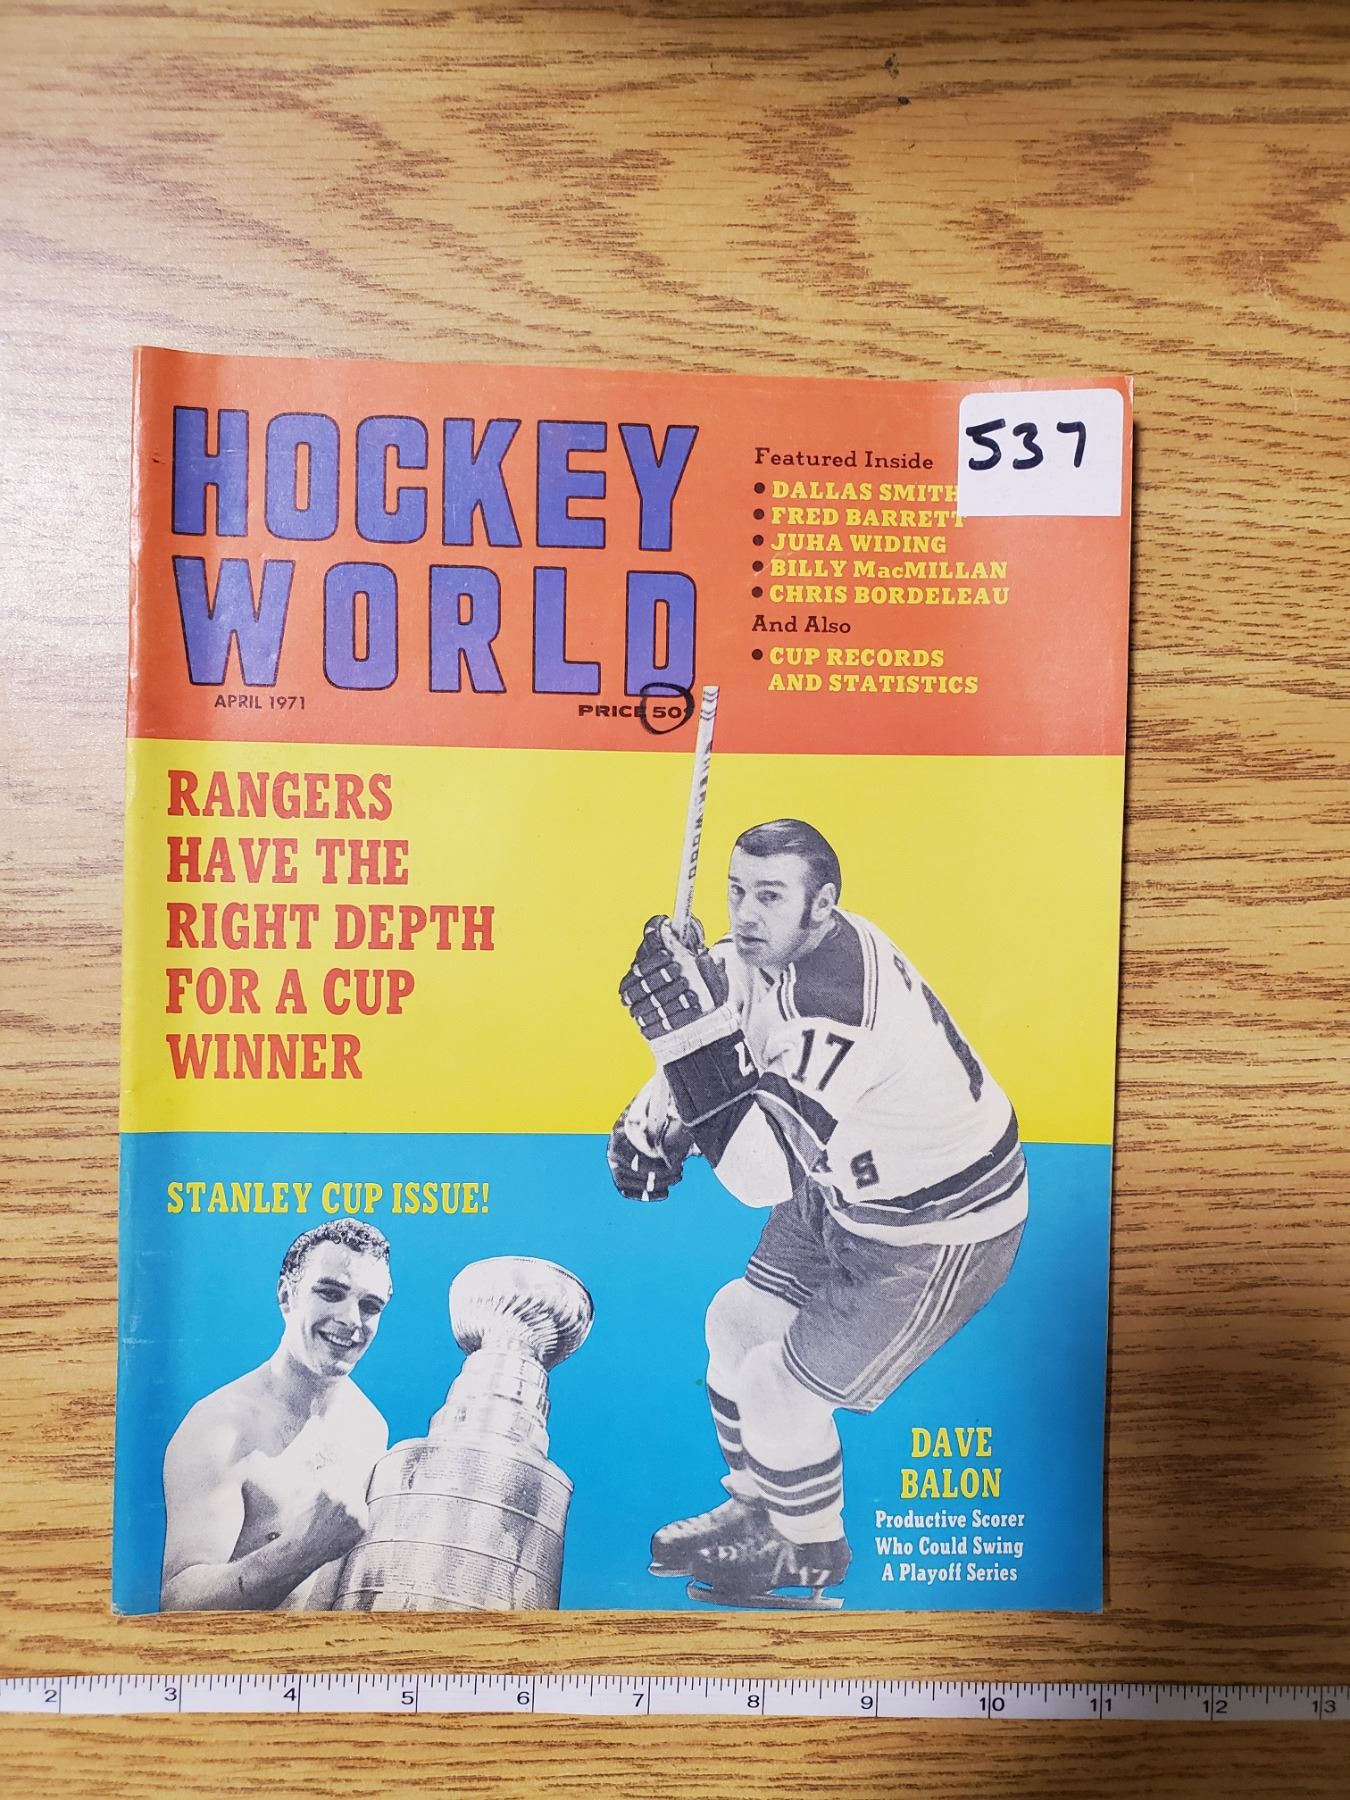 HOCKEY
WORLD
APRIL 1971
PRICE 50¢
Featured Inside
537
• DALLAS SMITH
• FRED BARRETT
• JUHA WIDING
• BILLY MacMILLAN
• CHRIS BORDELEAU
And Also
• CUP RECORDS
AND STATISTICS
RANGERS
HAVE THE
RIGHT DEPTH
FOR A CUP
WINNER
17
S
STANLEY CUP ISSUE!
DAVE
BALON
Productive Scorer
Who Could Swing
A Playoff Series
17
2 3 4 5 6 7 8 9 10 11 12 13